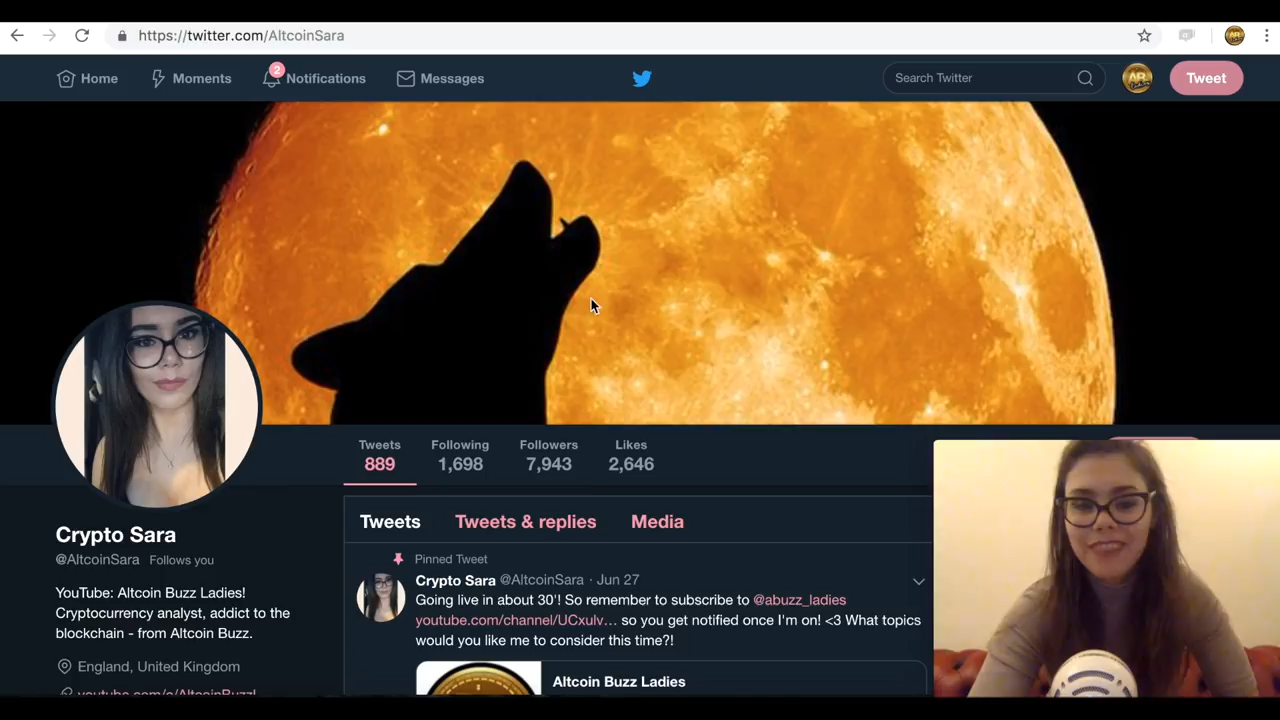 https://twitter.com/AltcoinSara
Home
Moments
2
Notifications
Messages
Search Twitter
Tweet
Tweets
Following
Followers
Likes
889
1,698
7,943
2,646
Crypto Sara
@AltcoinSara Follows you
YouTube: Altcoin Buzz Ladies!
Cryptocurrency analyst, addict to the
blockchain - from Altcoin Buzz.
England, United Kingdom
youtube.com/c/AltcoinBuzzL
Tweets
Tweets & replies
Media
Pinned Tweet
Crypto Sara @AltcoinSara · Jun 27
Going live in about 30'! So remember to subscribe to @abuzz_ladies
youtube.com/channel/UCxulv… so you get notified once I'm on! <3 What topics
would you like me to consider this time?!
Altcoin Buzz Ladies